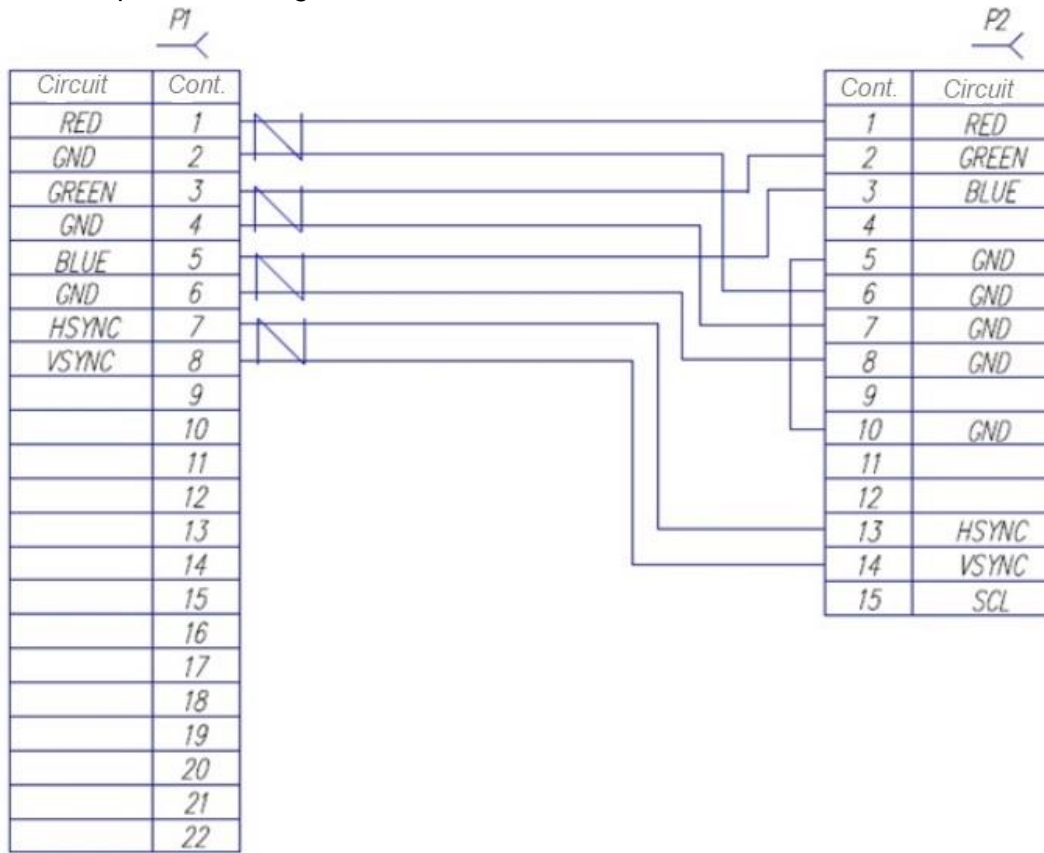 P1
Circuit Cont.
RED 1
GND 2
GREEN 3
GND 4
BLUE 5
GND 6
HSYNC 7
VSYNC 8
9
10
11
12
13
14
15
16
17
18
19
20
21
22
P2
Cont. Circuit
1 RED
2 GREEN
3 BLUE
4
5 GND
6 GND
7 GND
8 GND
9
10 GND
11
12
13 HSYNC
14 VSYNC
15 SCL